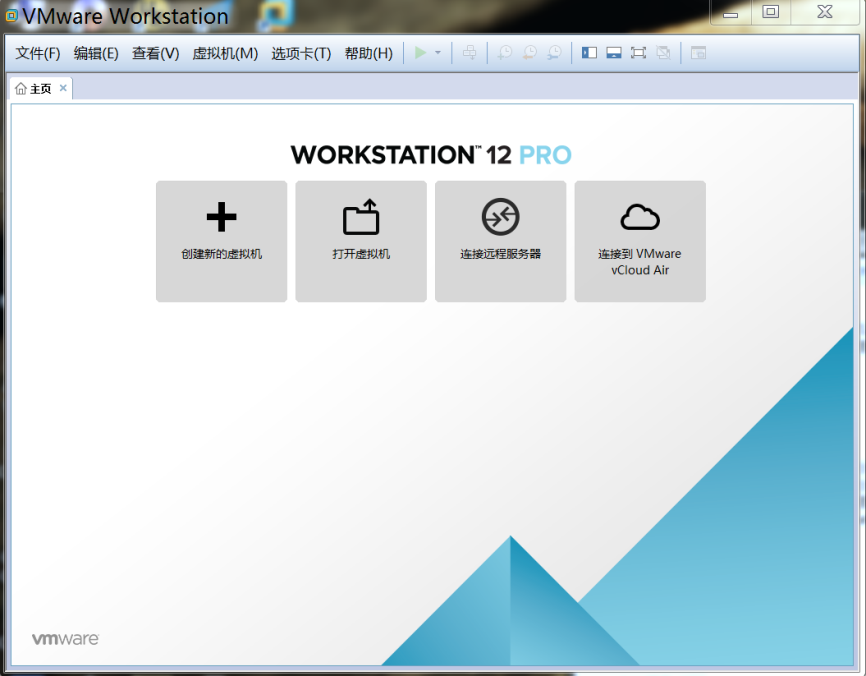 VMware Workstation
文件(F) 编辑(E) 查看(V) 虚拟机(M) 选项卡(T) 帮助(H)
主页
WORKSTATION™ 12 PRO
创建新的虚拟机
打开虚拟机
连接远程服务器
连接到 VMware
vCloud Air
vmware